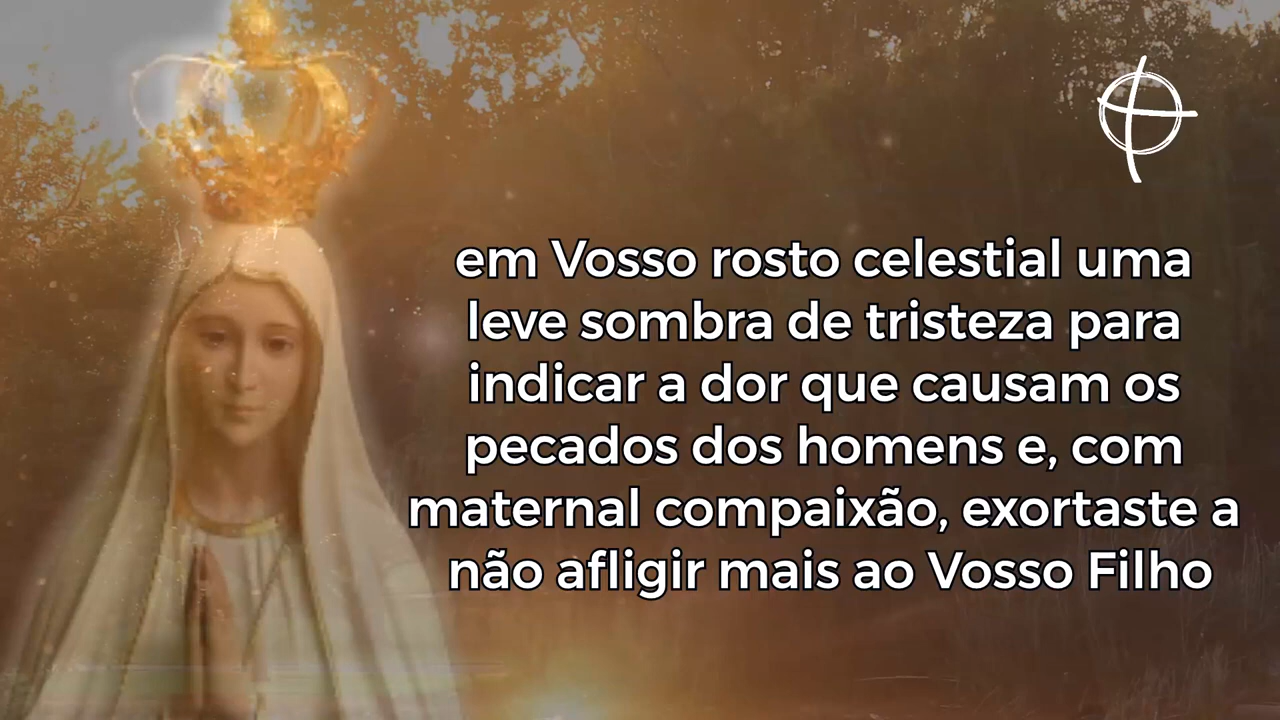 em Vosso rosto celestial uma
leve sombra de tristeza para
indicar a dor que causam os
pecados dos homens e, com
maternal compaixão, exortaste a
não afligir mais ao Vosso Filho